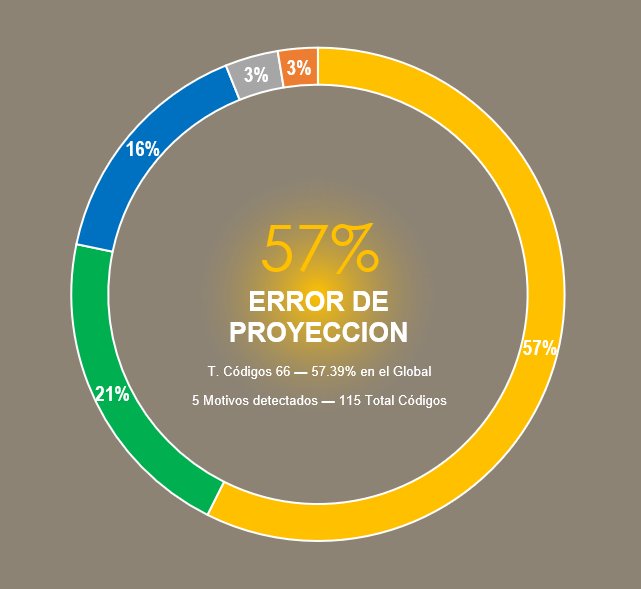 3%
3%
16%
57%
ERROR DE
PROYECCION
57%
T. Códigos 66 — 57.39% en el Global
21%
5 Motivos detectados — 115 Total Códigos